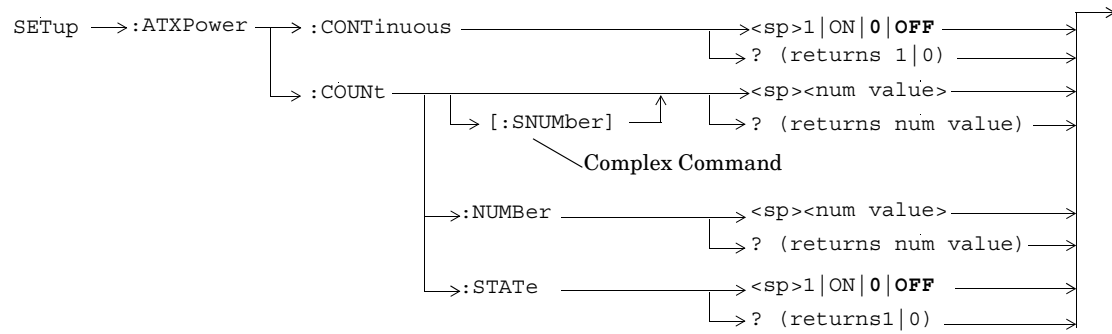 SETup :ATXPower :CONTinuous <sp>1|ON|0|OFF
? (returns 1|0)
:COUNt <sp><num value>
[:SNUMber] ? (returns num value)
Complex Command
:NUMBer <sp><num value>
? (returns num value)
:STATe <sp>1|ON|0|OFF
? (returns1|0)